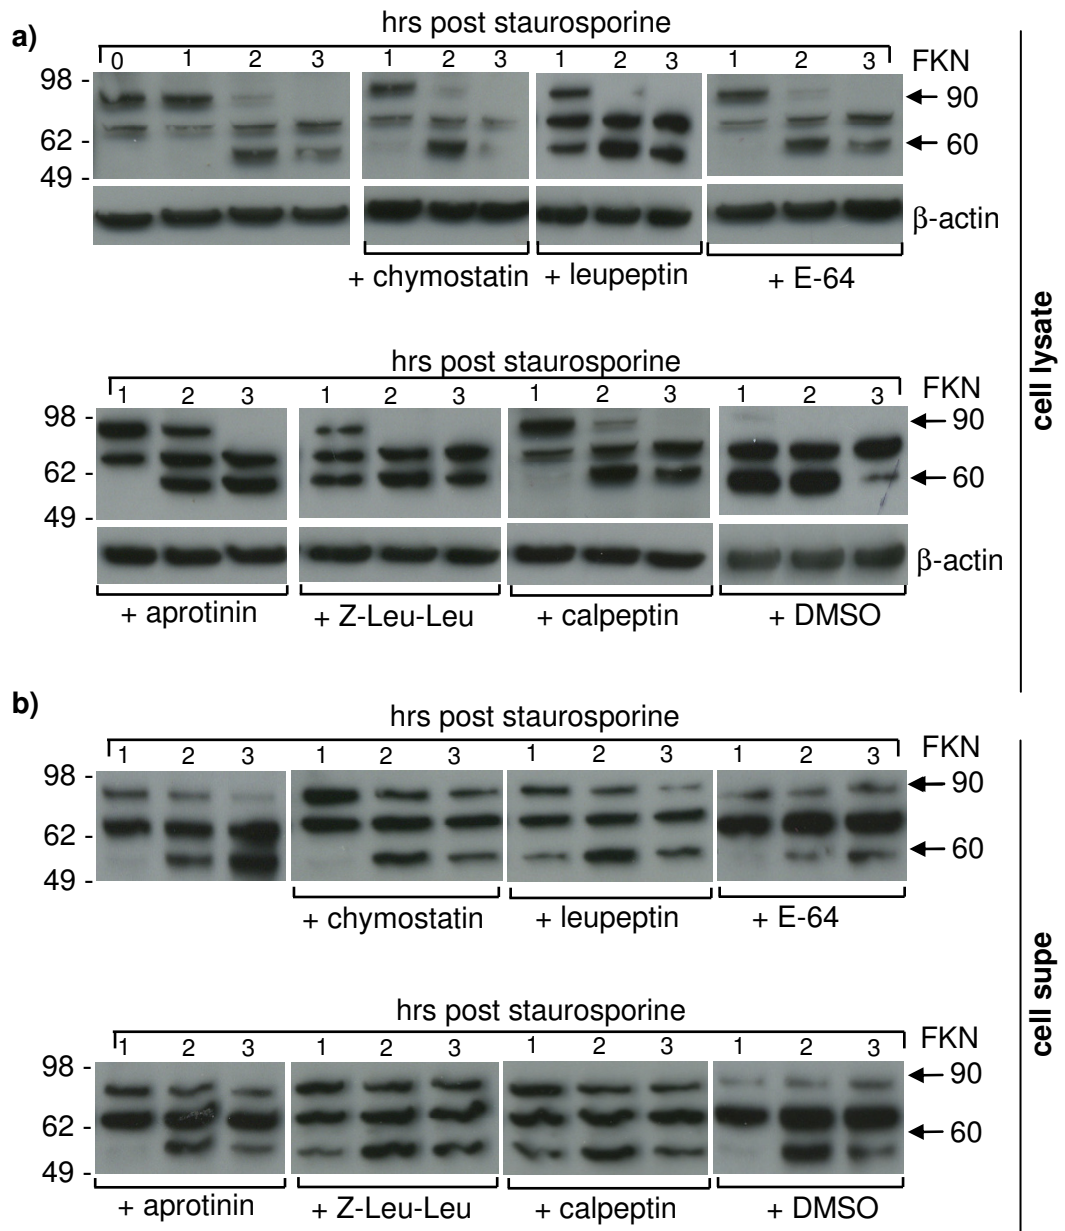 a)
hrs post staurosporine
0 1 2 3 1 2 3 1 2 3 1 2 3 FKN
98 -
90
62 -
60
49 -
β-actin
+ chymostatin + leupeptin + E-64
hrs post staurosporine
1 2 3 1 2 3 1 2 3 1 2 3 FKN
98 -
90
62 -
60
49 -
β-actin
+ aprotinin + Z-Leu-Leu + calpeptin + DMSO
cell lysate
b)
hrs post staurosporine
1 2 3 1 2 3 1 2 3 1 2 3 FKN
98 -
90
62 -
60
49 -
+ chymostatin + leupeptin + E-64
hrs post staurosporine
1 2 3 1 2 3 1 2 3 1 2 3 FKN
98 -
90
62 -
60
49 -
+ aprotinin + Z-Leu-Leu + calpeptin + DMSO
cell supe